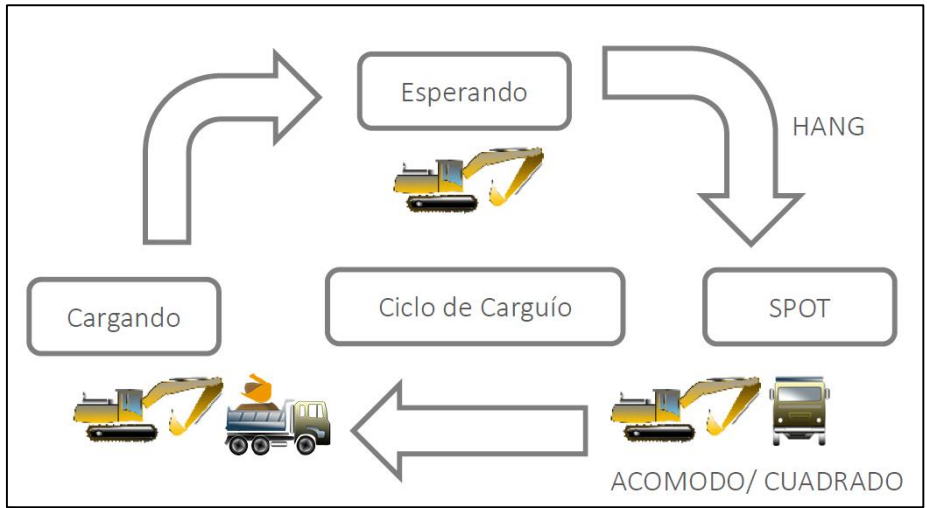 Esperando
HANG
Cargando
Ciclo de Carguío
SPOT
ACOMODO/ CUADRADO